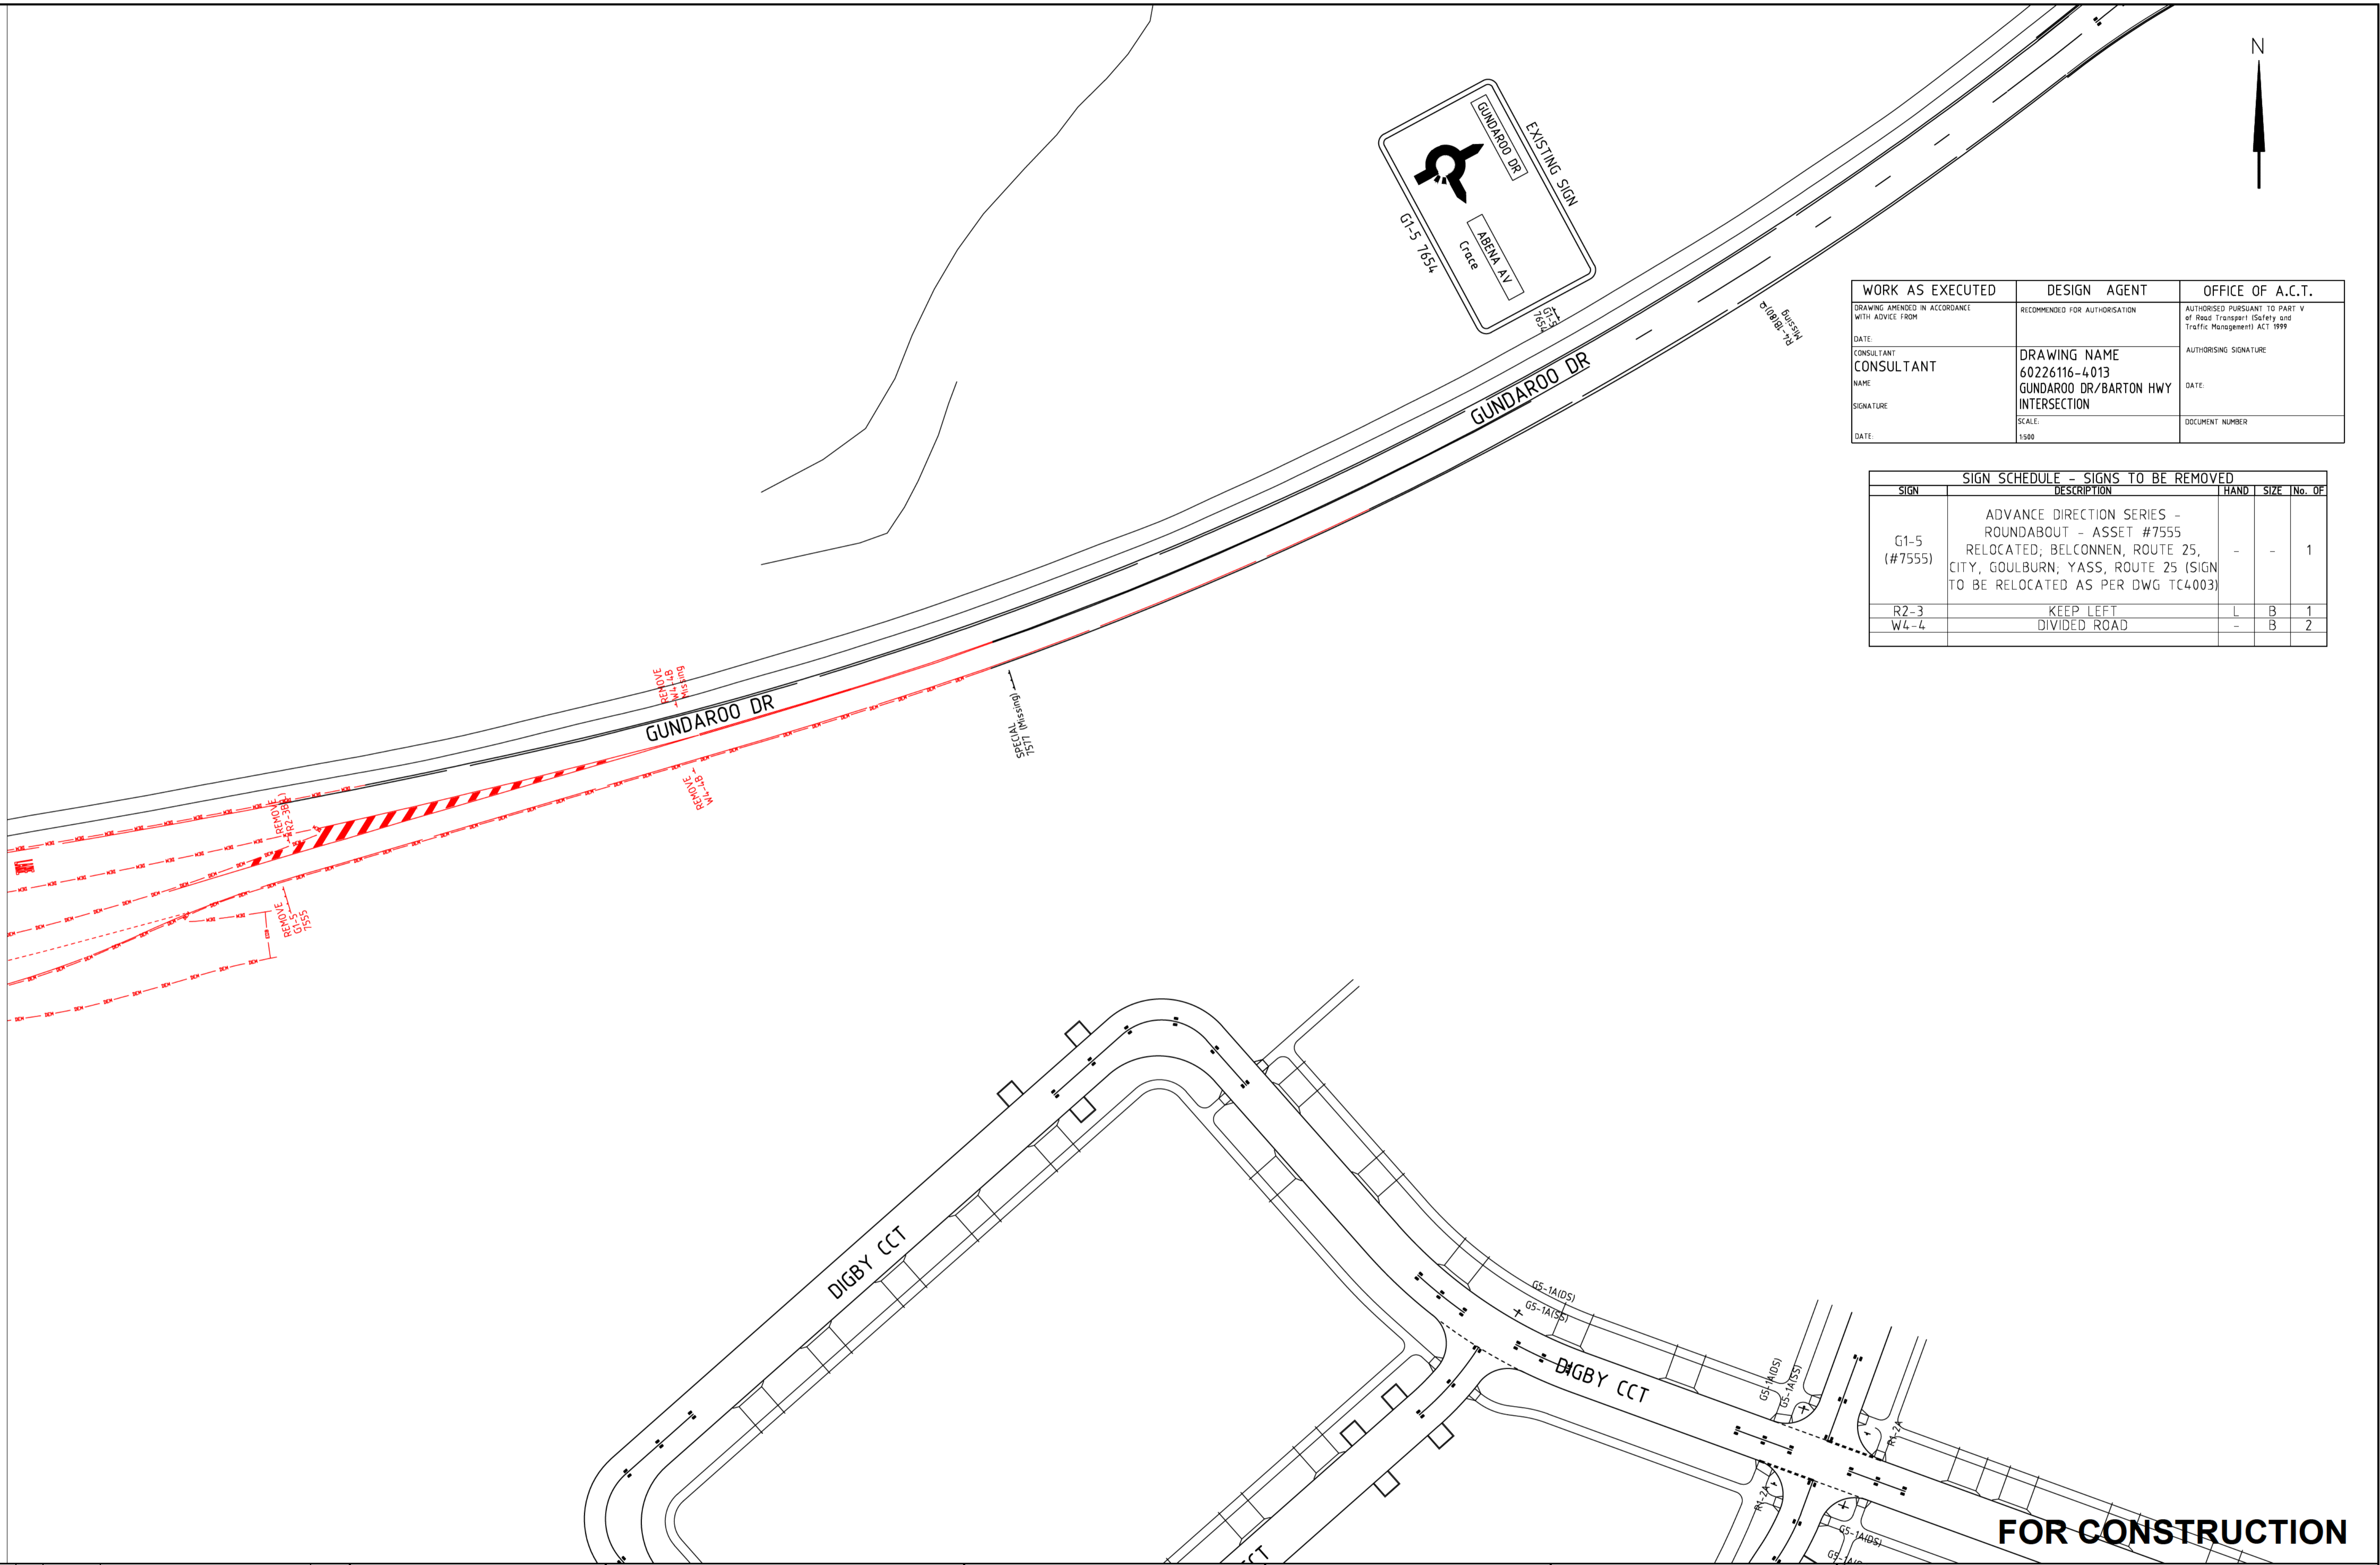 N
EXISTING SIGN
GUNDAROO DR
ABENA AV
Crace
G1-5 7654
G1-5
7654
R4-1B(80)
Missing
GUNDAROO DR
WORK AS EXECUTED
DESIGN AGENT
OFFICE OF A.C.T.
DRAWING AMENDED IN ACCORDANCE
WITH ADVICE FROM
DATE:
RECOMMENDED FOR AUTHORISATION
AUTHORISED PURSUANT TO PART V
of Road Transport (Safety and
Traffic Management) ACT 1999
CONSULTANT
CONSULTANT
NAME
SIGNATURE
DATE:
DRAWING NAME
60226116-4013
GUNDAROO DR/BARTON HWY
INTERSECTION
SCALE:
1:500
AUTHORISING SIGNATURE
DATE:
DOCUMENT NUMBER
SIGN SCHEDULE - SIGNS TO BE REMOVED
SIGN DESCRIPTION HAND SIZE No. OF
G1-5
(#7555)
ADVANCE DIRECTION SERIES -
ROUNDABOUT - ASSET #7555
RELOCATED; BELCONNEN, ROUTE 25,
CITY, GOULBURN; YASS, ROUTE 25 (SIGN
TO BE RELOCATED AS PER DWG TC4003)
- - 1
R2-3 KEEP LEFT L B 1
W4-4 DIVIDED ROAD - B 2
REMOVE
W4-4B
Missing
GUNDAROO DR
SPECIAL
7577 (Missing)
REMOVE
W4-4B
REMOVE
R2-3B(L)
REMOVE
G1-5
7555
DIGBY CCT
G5-1A(DS)
G5-1A(SS)
DIGBY CCT
G5-1A(DS)
G5-1A(SS)
R1-2A
R1-2A
G5-1A(DS)
FOR CONSTRUCTION